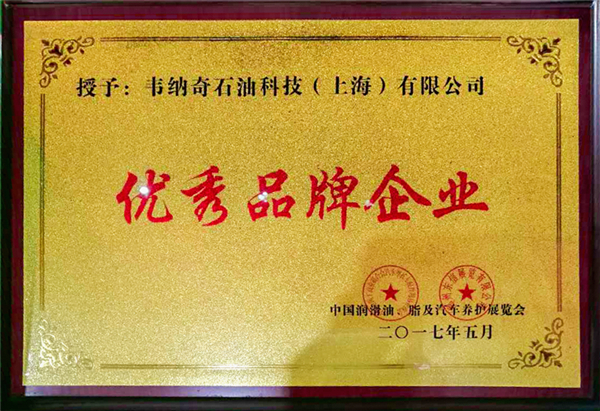 授予：韦纳奇石油科技（上海）有限公司
优秀品牌企业
中国润滑油、脂及汽车养护展览会
二〇一七年五月